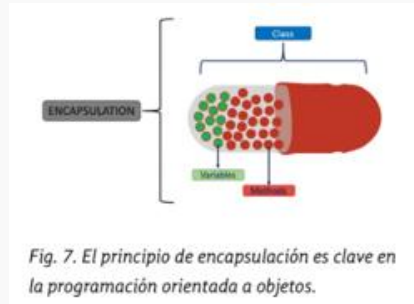 Class
ENCAPSULATION
Variables
Methods
Fig. 7. El principio de encapsulación es clave en
la programación orientada a objetos.